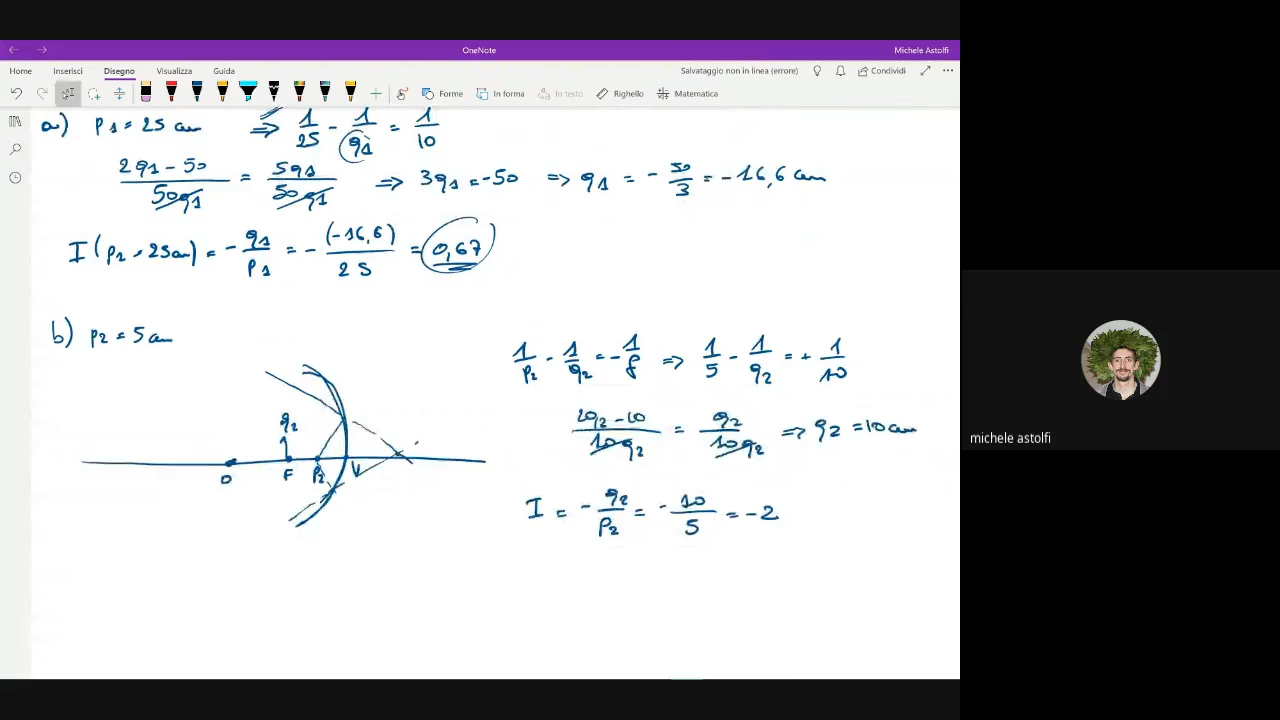 OneNote
Michele Astolfi
Home Inserisci Disegno Visualizza Guida
Salvataggio non in linea (errore) Condividi
Forme In forma In testo Righello Matematica
a) p1 = 25 cm => 1/25 - 1/q1 = 1/10
(2q1 - 50)/(50q1) = 5q1/(50q1) => 3q1 = -50 => q1 = - 50/3 = -16,6 cm
I(p2 = 25cm) = - q1/p1 = - (-16,6)/25 = 0,67
b) p2 = 5 cm
1/p2 - 1/q2 = - 1/f => 1/5 - 1/q2 = + 1/10
(2q2 - 10)/(10q2) = q2/(10q2) => q2 = 10 cm
I = - q2/p2 = - 10/5 = -2
q2
O F P2 V
michele astolfi